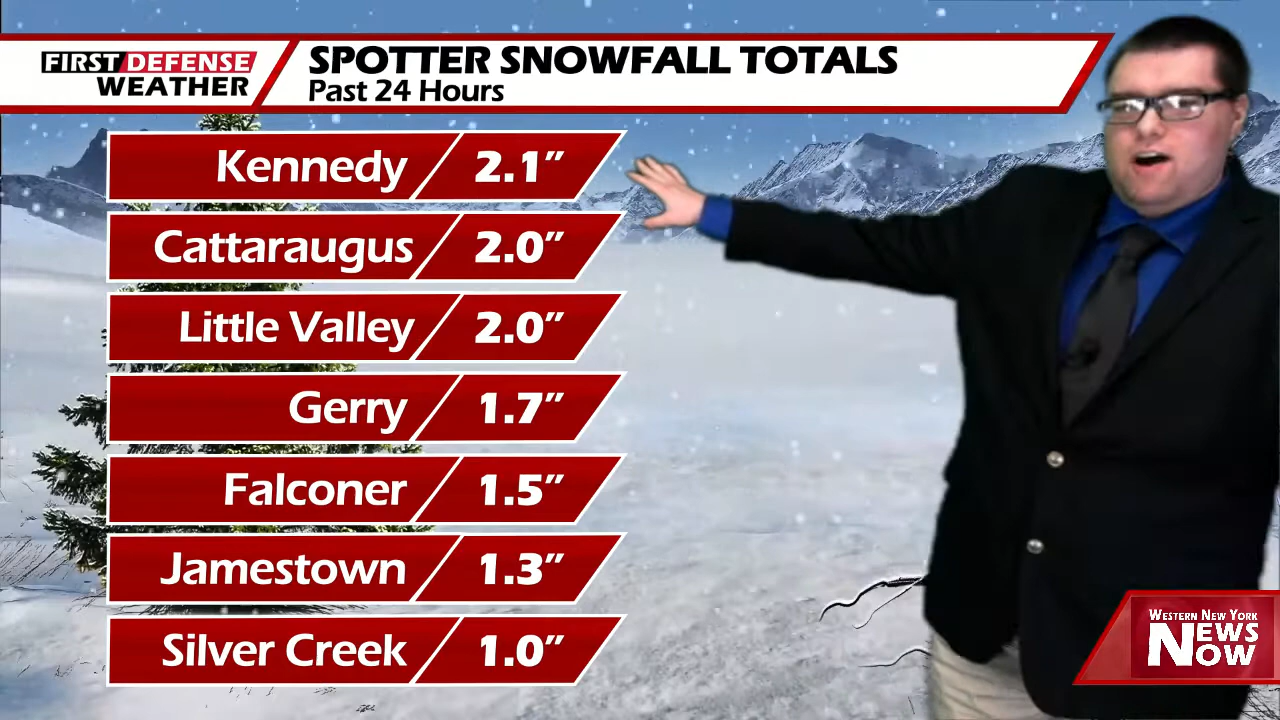 FIRST DEFENSE
WEATHER
SPOTTER SNOWFALL TOTALS
Past 24 Hours
Kennedy 2.1"
Cattaraugus 2.0"
Little Valley 2.0"
Gerry 1.7"
Falconer 1.5"
Jamestown 1.3"
Silver Creek 1.0"
WESTERN NEW YORK
NEWS
NOW